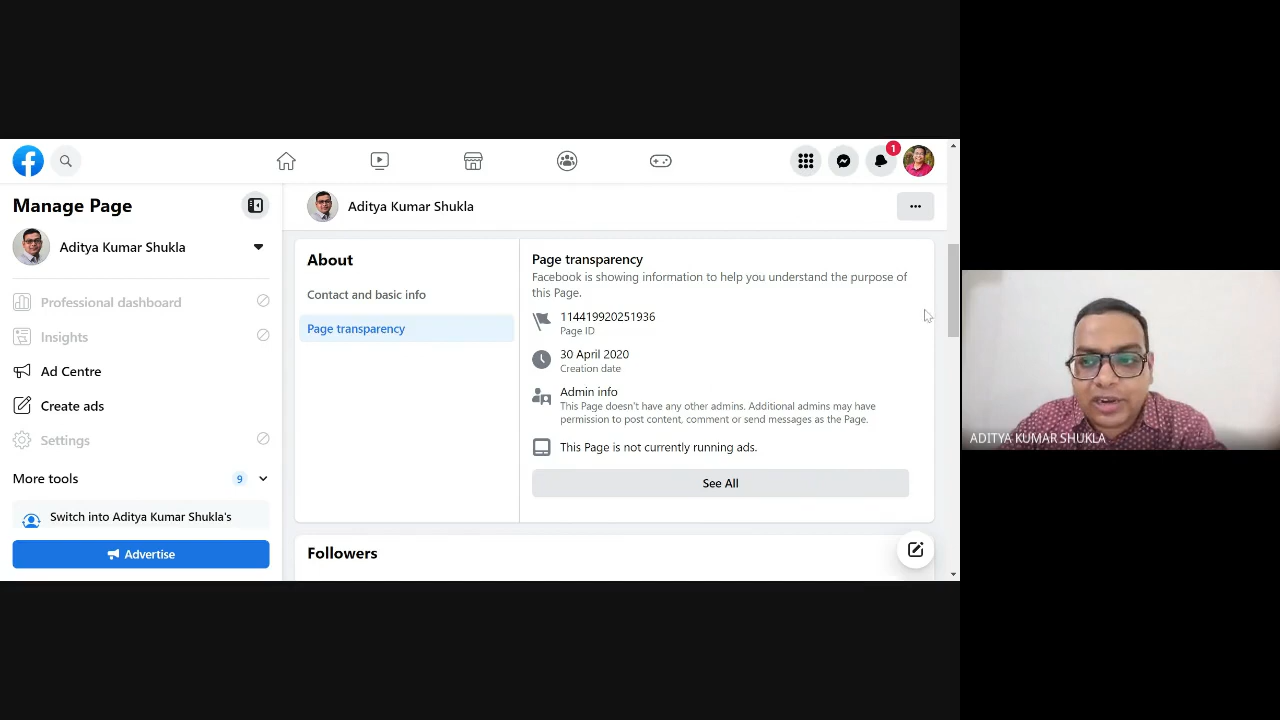 1
Manage Page
Aditya Kumar Shukla
Professional dashboard
Insights
Ad Centre
Create ads
Settings
More tools
9
Switch into Aditya Kumar Shukla's
Advertise
Aditya Kumar Shukla
About
Contact and basic info
Page transparency
Page transparency
Facebook is showing information to help you understand the purpose of
this Page.
114419920251936
Page ID
30 April 2020
Creation date
Admin info
This Page doesn't have any other admins. Additional admins may have
permission to post content, comment or send messages as the Page.
This Page is not currently running ads.
See All
Followers
ADITYA KUMAR SHUKLA